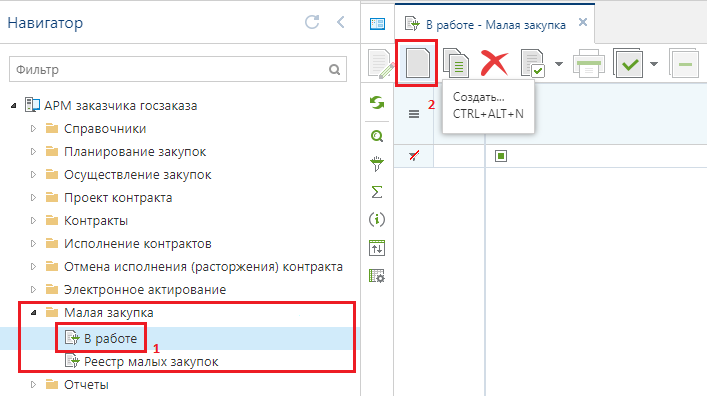 Навигатор
В работе - Малая закупка
Фильтр
Создать...
CTRL+ALT+N
2
АРМ заказчика госзаказа
Справочники
Планирование закупок
Осуществление закупок
Проект контракта
Контракты
Исполнение контрактов
Отмена исполнения (расторжения) контракта
Электронное актирование
Малая закупка
В работе
1
Реестр малых закупок
Отчеты